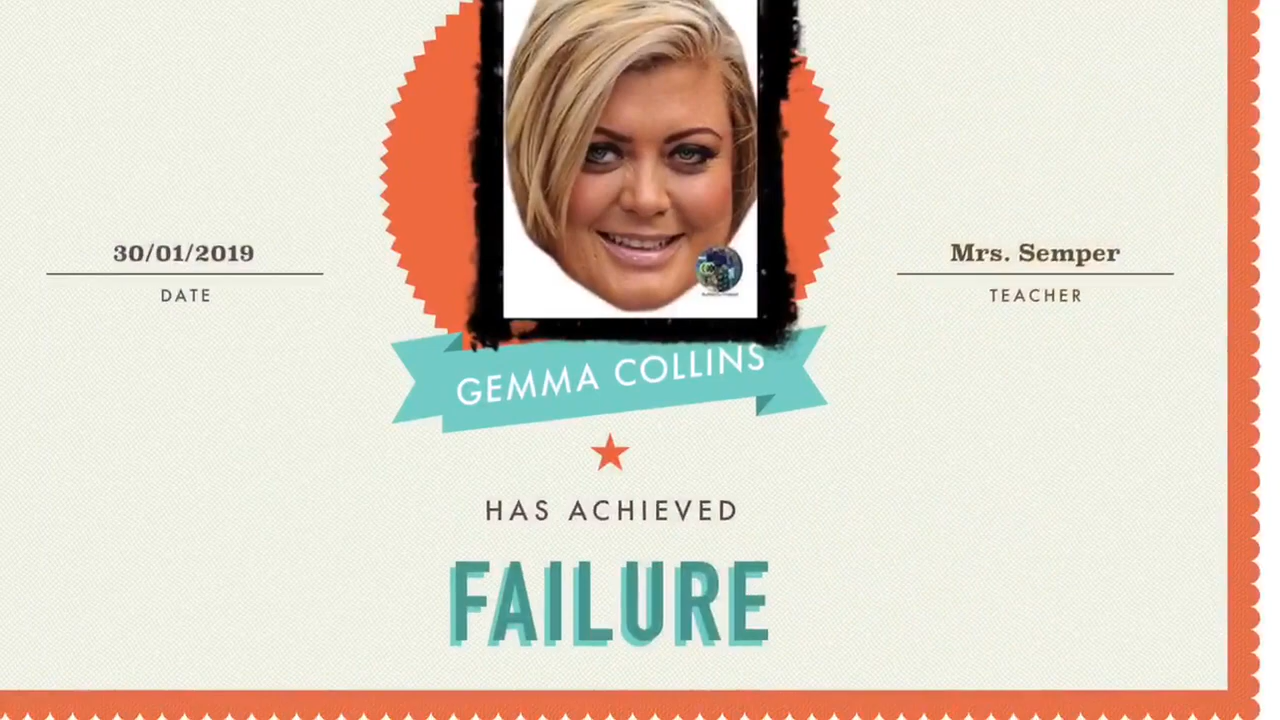 30/01/2019
DATE
Mrs. Semper
TEACHER
GEMMA COLLINS
HAS ACHIEVED
FAILURE